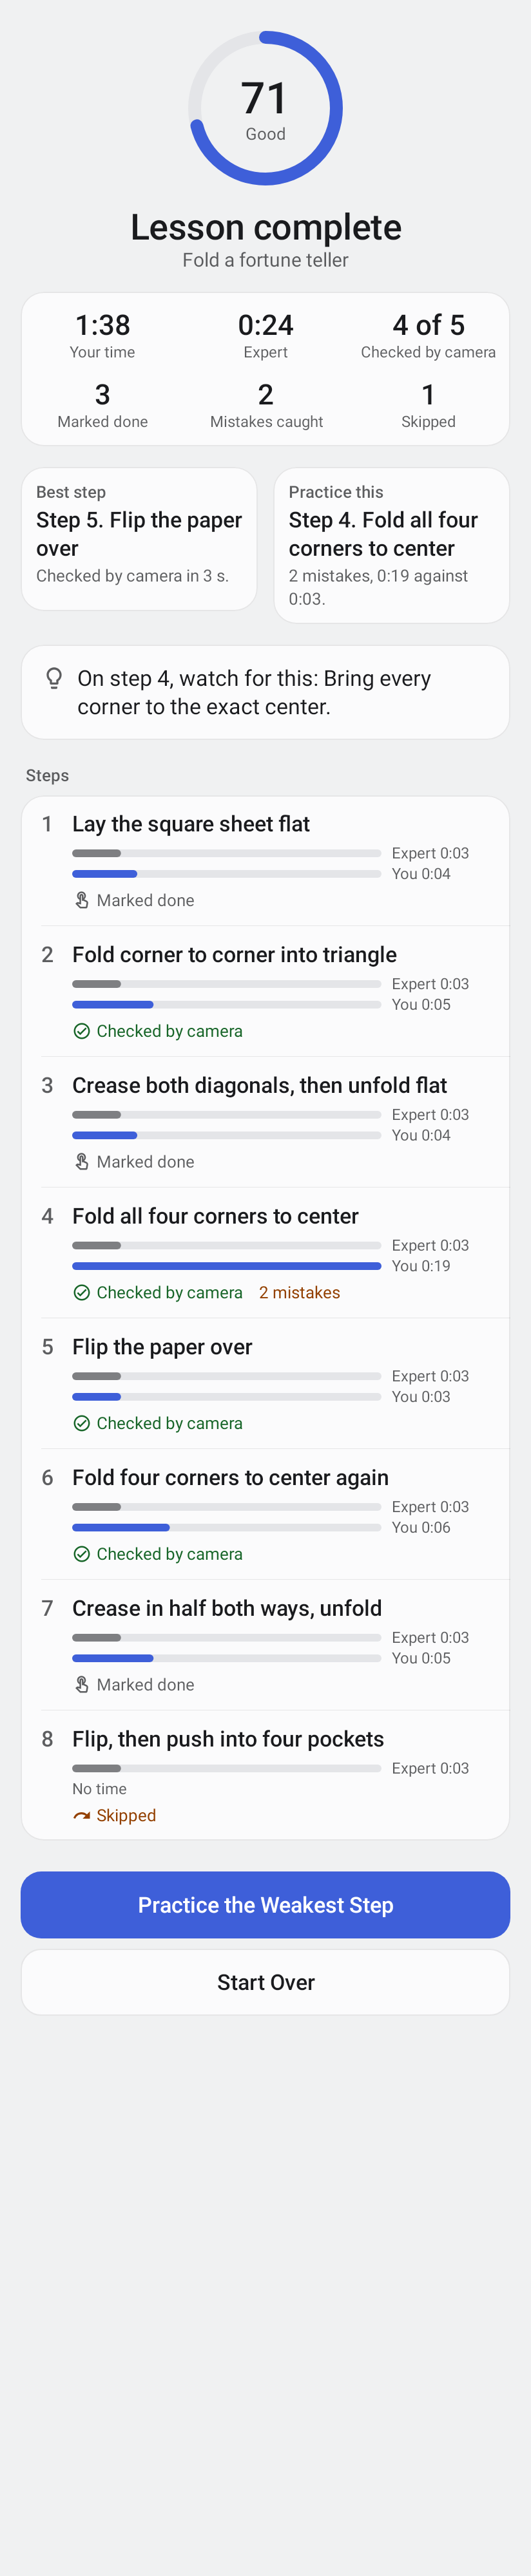 71
Good
Lesson complete
Fold a fortune teller
1:38
Your time
0:24
Expert
4 of 5
Checked by camera
3
Marked done
2
Mistakes caught
1
Skipped
Best step
Step 5. Flip the paper
over
Checked by camera in 3 s.
Practice this
Step 4. Fold all four
corners to center
2 mistakes, 0:19 against
0:03.
On step 4, watch for this: Bring every
corner to the exact center.
Steps
1 Lay the square sheet flat
Expert 0:03
You 0:04
Marked done
2 Fold corner to corner into triangle
Expert 0:03
You 0:05
Checked by camera
3 Crease both diagonals, then unfold flat
Expert 0:03
You 0:04
Marked done
4 Fold all four corners to center
Expert 0:03
You 0:19
Checked by camera 2 mistakes
5 Flip the paper over
Expert 0:03
You 0:03
Checked by camera
6 Fold four corners to center again
Expert 0:03
You 0:06
Checked by camera
7 Crease in half both ways, unfold
Expert 0:03
You 0:05
Marked done
8 Flip, then push into four pockets
Expert 0:03
No time
Skipped
Practice the Weakest Step
Start Over